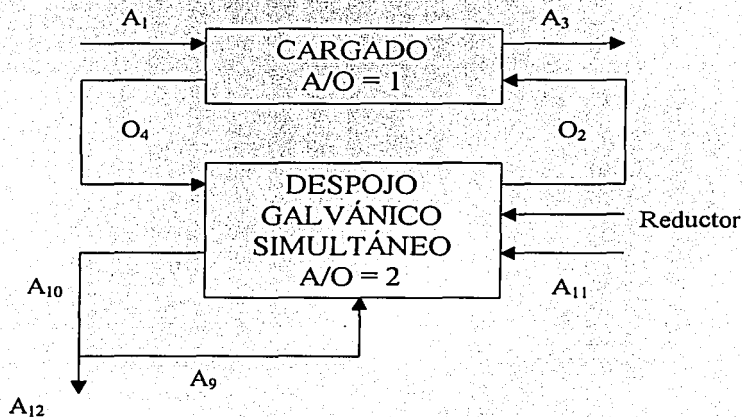 A₁
A₃
CARGADO
A/O = 1
O₄
O₂
DESPOJO
GALVÁNICO
SIMULTÁNEO
A/O = 2
Reductor
A₁₀
A₁₁
A₉
A₁₂